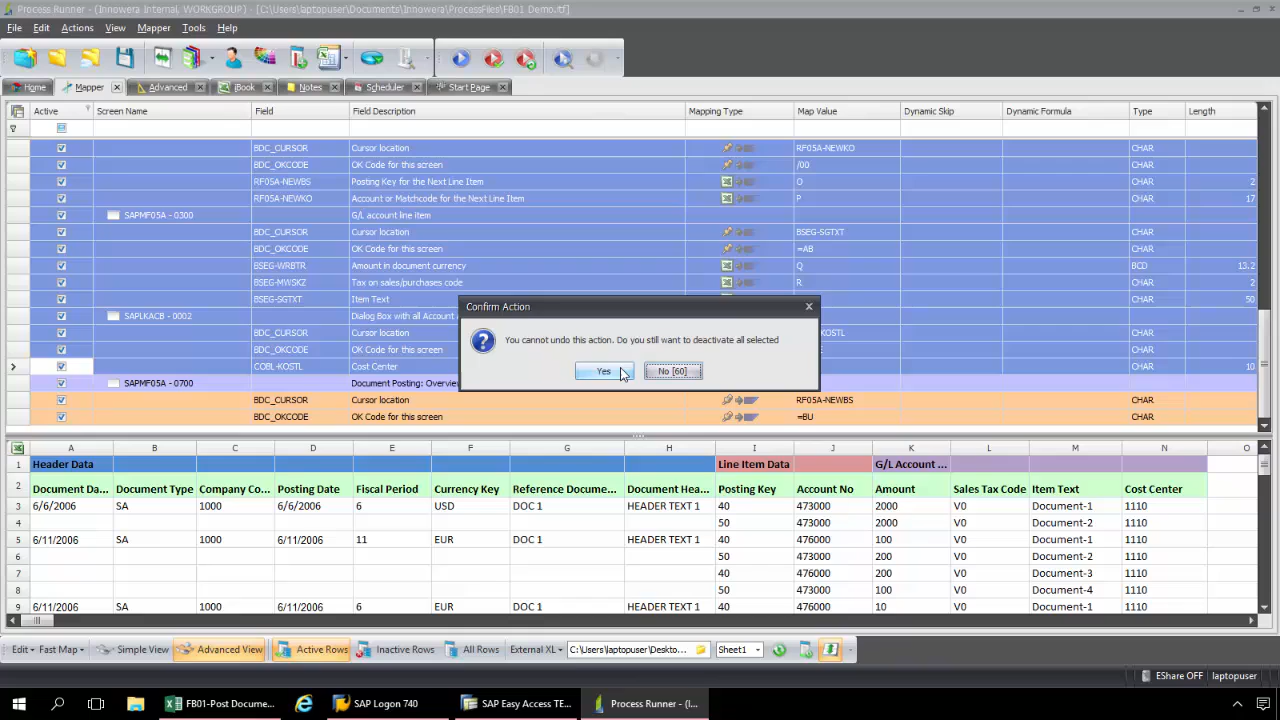 Process Runner - (Innowera Internal/WORKGROUP) - [C:\Users\laptopuser\Documents\Innowera\ProcessFiles\FB01 Demo.itf]
File Edit Actions View Mapper Tools Help
Home Mapper Advanced iBook Notes Scheduler Start Page
Active Screen Name Field Field Description Mapping Type Map Value Dynamic Skip Dynamic Formula Type Length
BDC_CURSOR Cursor location RF05A-NEWKO CHAR
BDC_OKCODE OK Code for this screen /00 CHAR
RF05A-NEWBS Posting Key for the Next Line Item O CHAR 2
RF05A-NEWKO Account or Matchcode for the Next Line Item P CHAR 17
SAPMF05A - 0300 G/L account line item
BDC_CURSOR Cursor location BSEG-SGTXT CHAR
BDC_OKCODE OK Code for this screen =AB CHAR
BSEG-WRBTR Amount in document currency Q BCD 13.2
BSEG-MWSKZ Tax on sales/purchases code R CHAR 2
BSEG-SGTXT Item Text CHAR 50
SAPLKACB - 0002 Dialog Box with all Account
BDC_CURSOR Cursor location CHAR
BDC_OKCODE OK Code for this screen CHAR
COBL-KOSTL Cost Center CHAR 10
SAPMF05A - 0700 Document Posting: Overview
BDC_CURSOR Cursor location RF05A-NEWBS CHAR
BDC_OKCODE OK Code for this screen =BU CHAR
Confirm Action
You cannot undo this action. Do you still want to deactivate all selected
Yes No [60]
A B C D E F G H I J K L M N O
1 Header Data Line Item Data G/L Account ...
2 Document Da... Document Type Company Co... Posting Date Fiscal Period Currency Key Reference Docume... Document Hea... Posting Key Account No Amount Sales Tax Code Item Text Cost Center
3 6/6/2006 SA 1000 6/6/2006 6 USD DOC 1 HEADER TEXT 1 40 473000 2000 V0 Document-1 1110
4 50 473000 2000 V0 Document-2 1110
5 6/11/2006 SA 1000 6/11/2006 11 EUR DOC 1 HEADER TEXT 1 40 476000 100 V0 Document-1 1110
6 50 473000 200 V0 Document-2 1110
7 40 476000 200 V0 Document-3 1110
8 50 473000 100 V0 Document-4 1110
9 6/11/2006 SA 1000 6/11/2006 6 EUR DOC 1 HEADER TEXT 1 40 476000 10 V0 Document-1 1110
Edit Fast Map Simple View Advanced View Active Rows Inactive Rows All Rows External XL C:\Users\laptopuser\Deskto... Sheet1
EShare OFF laptopuser
FB01-Post Docume... SAP Logon 740 SAP Easy Access TE... Process Runner - (I...